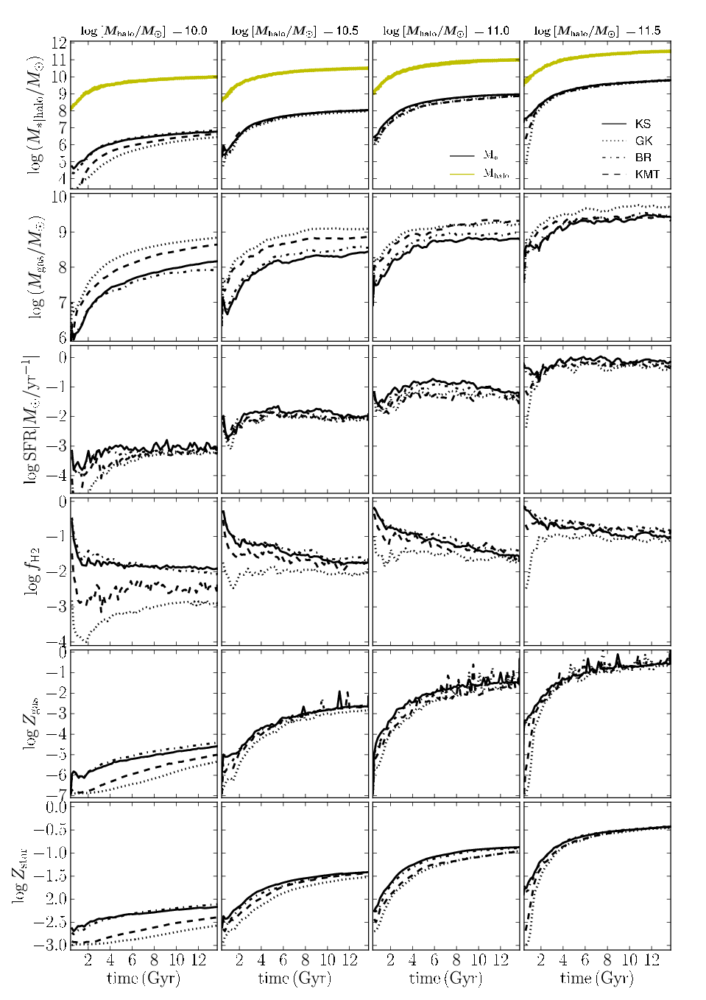 log [M_halo/M_⊙] = 10.0 log [M_halo/M_⊙] = 10.5 log [M_halo/M_⊙] = 11.0 log [M_halo/M_⊙] = 11.5
log (M_*|halo/M_⊙)
12
11
10
9
8
7
6
5
4
M_*
M_halo
KS
GK
BR
KMT
log (M_gas/M_⊙)
10
9
8
7
6
log SFR[M_⊙/yr⁻¹]
0
−1
−2
−3
−4
log f_H2
0
−1
−2
−3
−4
log Z_gas
0
−1
−2
−3
−4
−5
−6
−7
log Z_star
0.0
−0.5
−1.0
−1.5
−2.0
−2.5
−3.0
2 4 6 8 10 12 2 4 6 8 10 12 2 4 6 8 10 12 2 4 6 8 10 12
time (Gyr) time (Gyr) time (Gyr) time (Gyr)